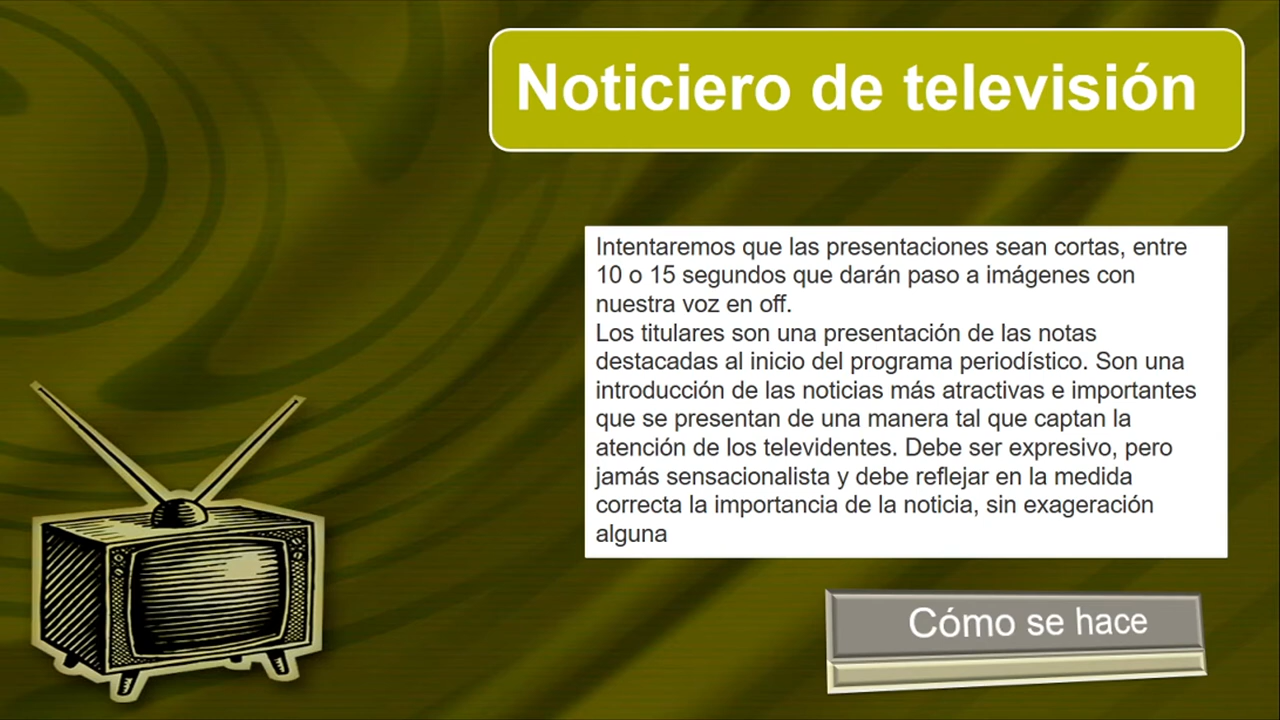 Noticiero de televisión
Intentaremos que las presentaciones sean cortas, entre
10 o 15 segundos que darán paso a imágenes con
nuestra voz en off.
Los titulares son una presentación de las notas
destacadas al inicio del programa periodístico. Son una
introducción de las noticias más atractivas e importantes
que se presentan de una manera tal que captan la
atención de los televidentes. Debe ser expresivo, pero
jamás sensacionalista y debe reflejar en la medida
correcta la importancia de la noticia, sin exageración
alguna
Cómo se hace